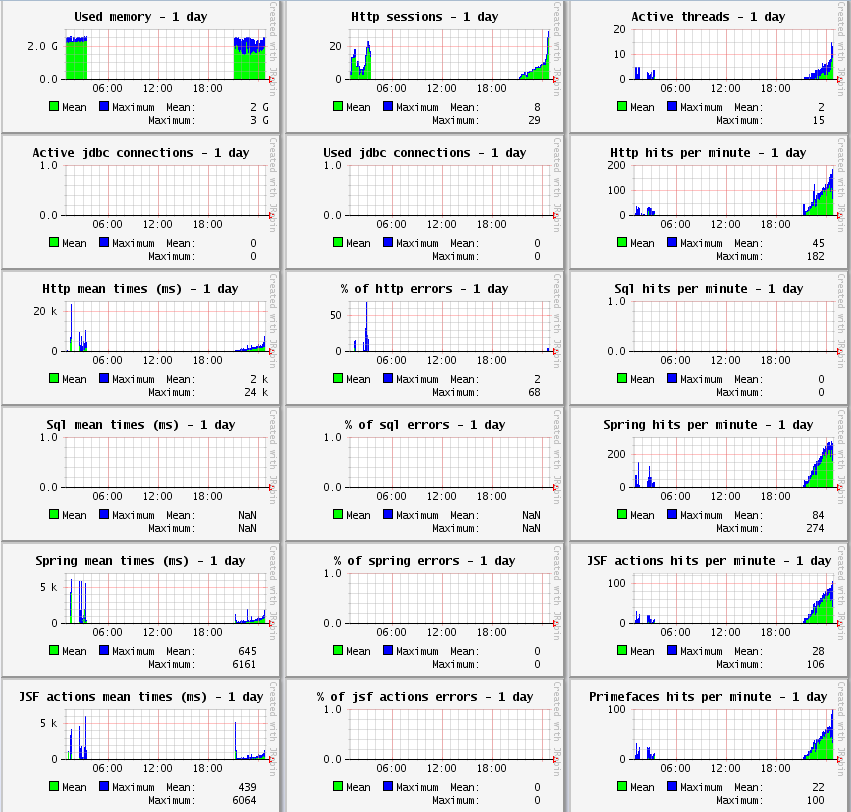 Used memory - 1 day
2.0 G
0.0
06:00 12:00 18:00
Mean Maximum Mean: 2 G
Maximum: 3 G
Created with JRobin
Http sessions - 1 day
20
0
06:00 12:00 18:00
Mean Maximum Mean: 8
Maximum: 29
Created with JRobin
Active threads - 1 day
20
10
0
06:00 12:00 18:00
Mean Maximum Mean: 2
Maximum: 15
Created with JRobin
Active jdbc connections - 1 day
1.0
0.0
06:00 12:00 18:00
Mean Maximum Mean: 0
Maximum: 0
Created with JRobin
Used jdbc connections - 1 day
1.0
0.0
06:00 12:00 18:00
Mean Maximum Mean: 0
Maximum: 0
Created with JRobin
Http hits per minute - 1 day
200
100
0
06:00 12:00 18:00
Mean Maximum Mean: 45
Maximum: 182
Created with JRobin
Http mean times (ms) - 1 day
20 k
0
06:00 12:00 18:00
Mean Maximum Mean: 2 k
Maximum: 24 k
Created with JRobin
% of http errors - 1 day
50
0
06:00 12:00 18:00
Mean Maximum Mean: 2
Maximum: 68
Created with JRobin
Sql hits per minute - 1 day
1.0
0.0
06:00 12:00 18:00
Mean Maximum Mean: 0
Maximum: 0
Created with JRobin
Sql mean times (ms) - 1 day
1.0
0.0
06:00 12:00 18:00
Mean Maximum Mean: NaN
Maximum: NaN
Created with JRobin
% of sql errors - 1 day
1.0
0.0
06:00 12:00 18:00
Mean Maximum Mean: NaN
Maximum: NaN
Created with JRobin
Spring hits per minute - 1 day
200
0
06:00 12:00 18:00
Mean Maximum Mean: 84
Maximum: 274
Created with JRobin
Spring mean times (ms) - 1 day
5 k
0
06:00 12:00 18:00
Mean Maximum Mean: 645
Maximum: 6161
Created with JRobin
% of spring errors - 1 day
1.0
0.0
06:00 12:00 18:00
Mean Maximum Mean: 0
Maximum: 0
Created with JRobin
JSF actions hits per minute - 1 day
100
0
06:00 12:00 18:00
Mean Maximum Mean: 28
Maximum: 106
Created with JRobin
JSF actions mean times (ms) - 1 day
5 k
0
06:00 12:00 18:00
Mean Maximum Mean: 439
Maximum: 6064
Created with JRobin
% of jsf actions errors - 1 day
1.0
0.0
06:00 12:00 18:00
Mean Maximum Mean: 0
Maximum: 0
Created with JRobin
Primefaces hits per minute - 1 day
100
0
06:00 12:00 18:00
Mean Maximum Mean: 22
Maximum: 100
Created with JRobin